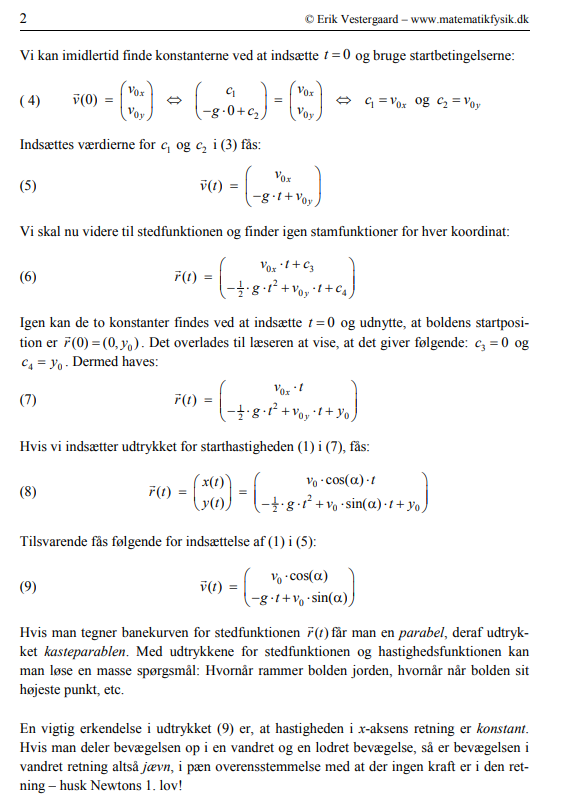 2 © Erik Vestergaard – www.matematikfysik.dk
Vi kan imidlertid finde konstanterne ved at indsætte t = 0 og bruge startbetingelserne:
( 4) v⃗(0) = (v₀ₓ / v₀ᵧ) ⇔ (c₁ / −g·0+c₂) = (v₀ₓ / v₀ᵧ) ⇔ c₁ = v₀ₓ og c₂ = v₀ᵧ
Indsættes værdierne for c₁ og c₂ i (3) fås:
(5) v⃗(t) = (v₀ₓ / −g·t+v₀ᵧ)
Vi skal nu videre til stedfunktionen og finder igen stamfunktioner for hver koordinat:
(6) r⃗(t) = (v₀ₓ·t+c₃ / −½·g·t²+v₀ᵧ·t+c₄)
Igen kan de to konstanter findes ved at indsætte t = 0 og udnytte, at boldens startposi-
tion er r⃗(0) = (0, y₀). Det overlades til læseren at vise, at det giver følgende: c₃ = 0 og
c₄ = y₀. Dermed haves:
(7) r⃗(t) = (v₀ₓ·t / −½·g·t²+v₀ᵧ·t+y₀)
Hvis vi indsætter udtrykket for starthastigheden (1) i (7), fås:
(8) r⃗(t) = (x(t) / y(t)) = (v₀·cos(α)·t / −½·g·t²+v₀·sin(α)·t+y₀)
Tilsvarende fås følgende for indsættelse af (1) i (5):
(9) v⃗(t) = (v₀·cos(α) / −g·t+v₀·sin(α))
Hvis man tegner banekurven for stedfunktionen r⃗(t) får man en parabel, deraf udtryk-
ket kasteparablen. Med udtrykkene for stedfunktionen og hastighedsfunktionen kan
man løse en masse spørgsmål: Hvornår rammer bolden jorden, hvornår når bolden sit
højeste punkt, etc.
En vigtig erkendelse i udtrykket (9) er, at hastigheden i x-aksens retning er konstant.
Hvis man deler bevægelsen op i en vandret og en lodret bevægelse, så er bevægelsen i
vandret retning altså jævn, i pæn overensstemmelse med at der ingen kraft er i den ret-
ning – husk Newtons 1. lov!